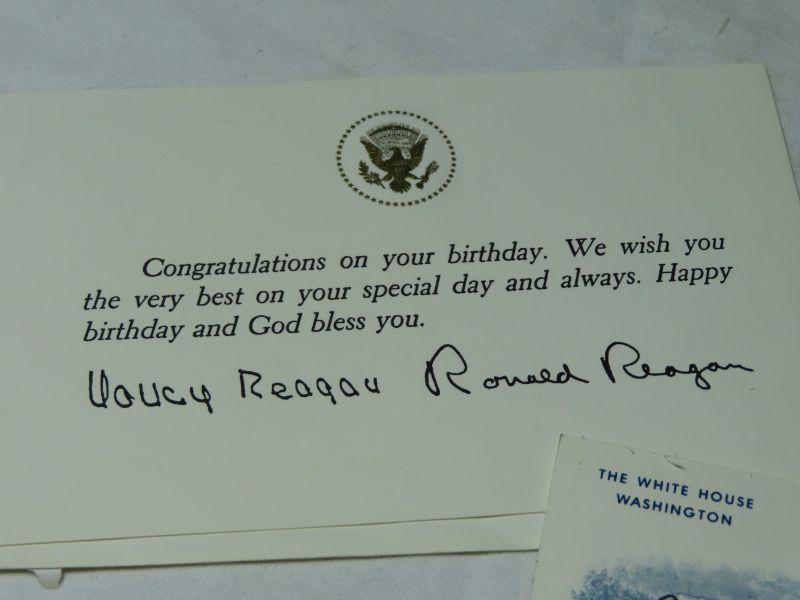 Congratulations on your birthday. We wish you
the very best on your special day and always. Happy
birthday and God bless you.
Nancy Reagan Ronald Reagan
THE WHITE HOUSE
WASHINGTON